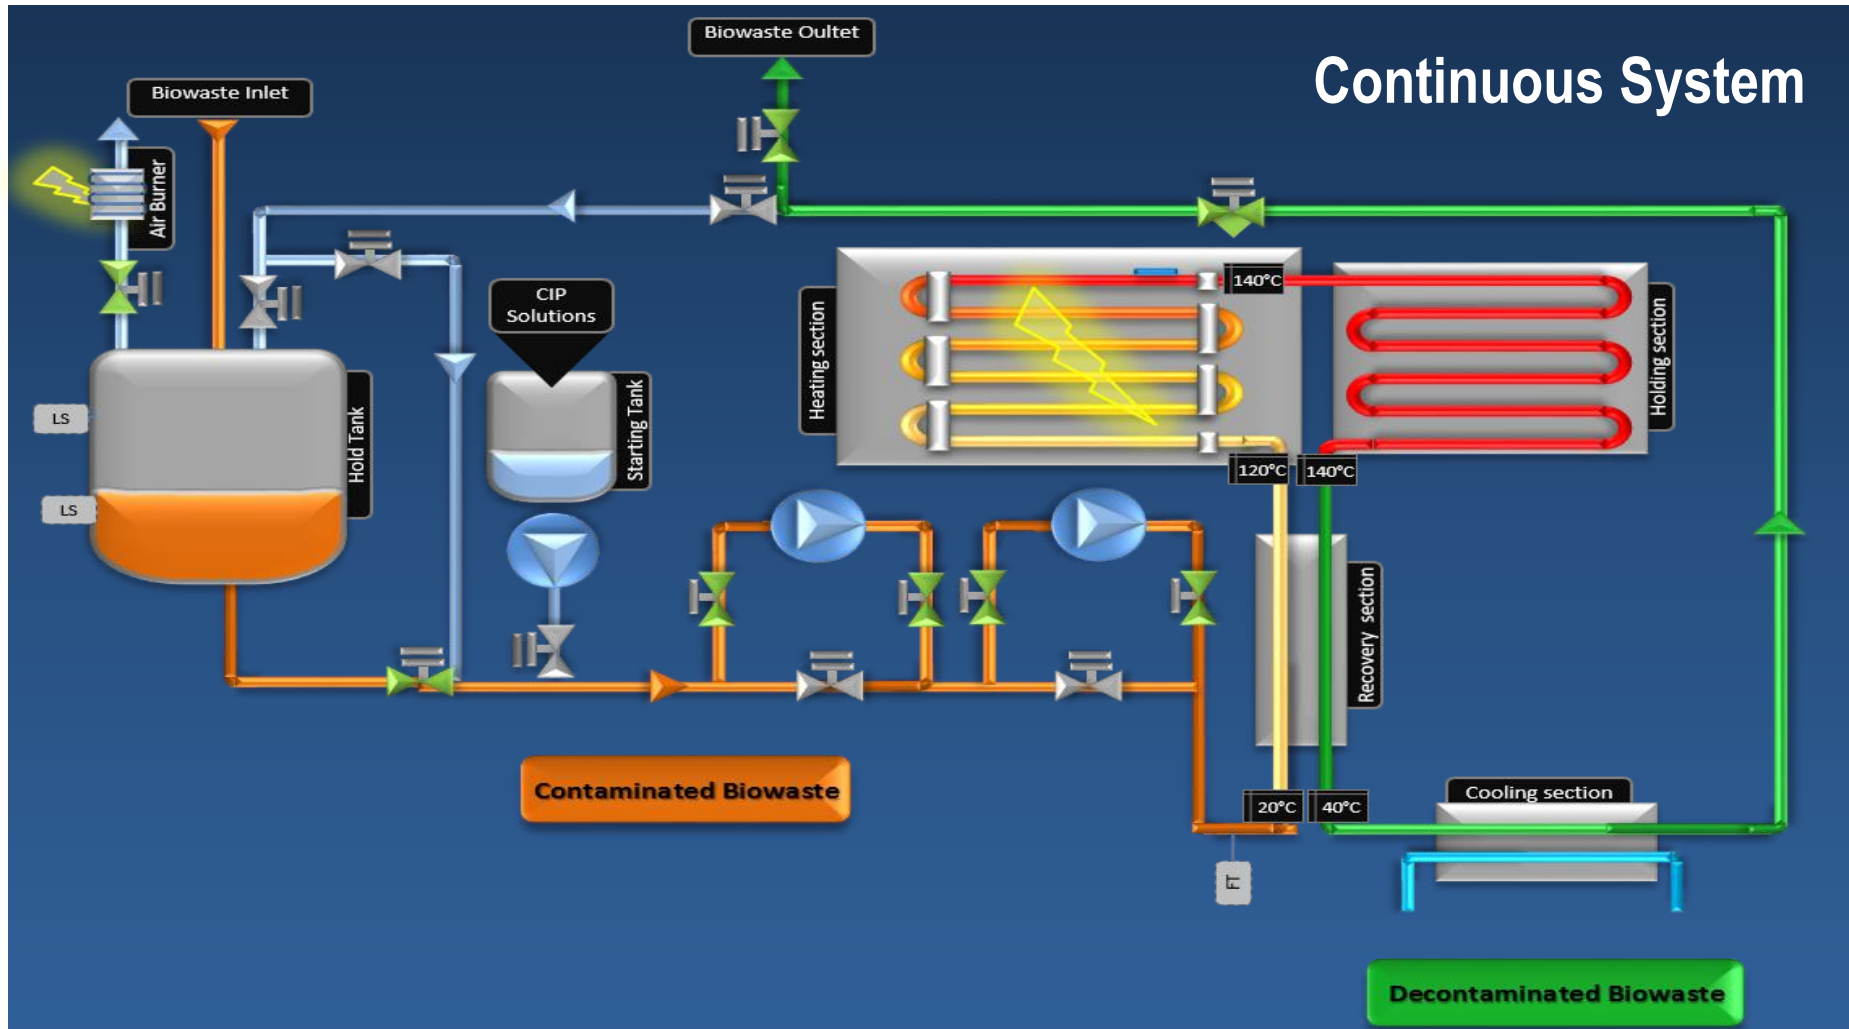 Continuous System
Biowaste Oultet
Biowaste Inlet
Air Burner
CIP
Solutions
140°C
Heating section
Holding section
LS
Hold Tank
Starting Tank
120°C
140°C
LS
Recovery section
Contaminated Biowaste
20°C
40°C
Cooling section
FT
Decontaminated Biowaste